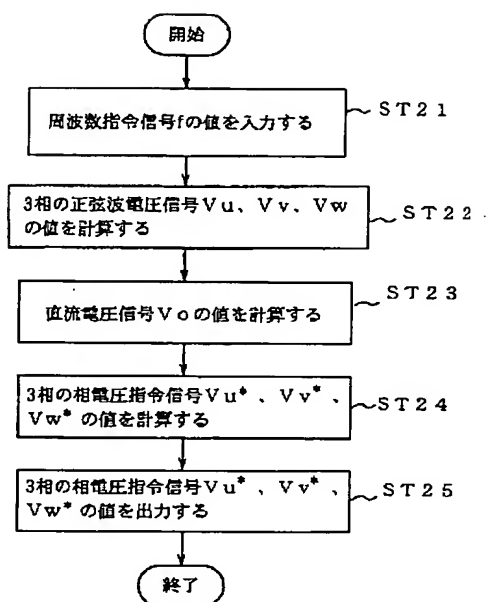 開始
周波数指令信号fの値を入力する
ST21
3相の正弦波電圧信号Vu、Vv、Vw
の値を計算する
ST22
直流電圧信号Voの値を計算する
ST23
3相の相電圧指令信号Vu*、Vv*、
Vw*の値を計算する
ST24
3相の相電圧指令信号Vu*、Vv*、
Vw*の値を出力する
ST25
終了